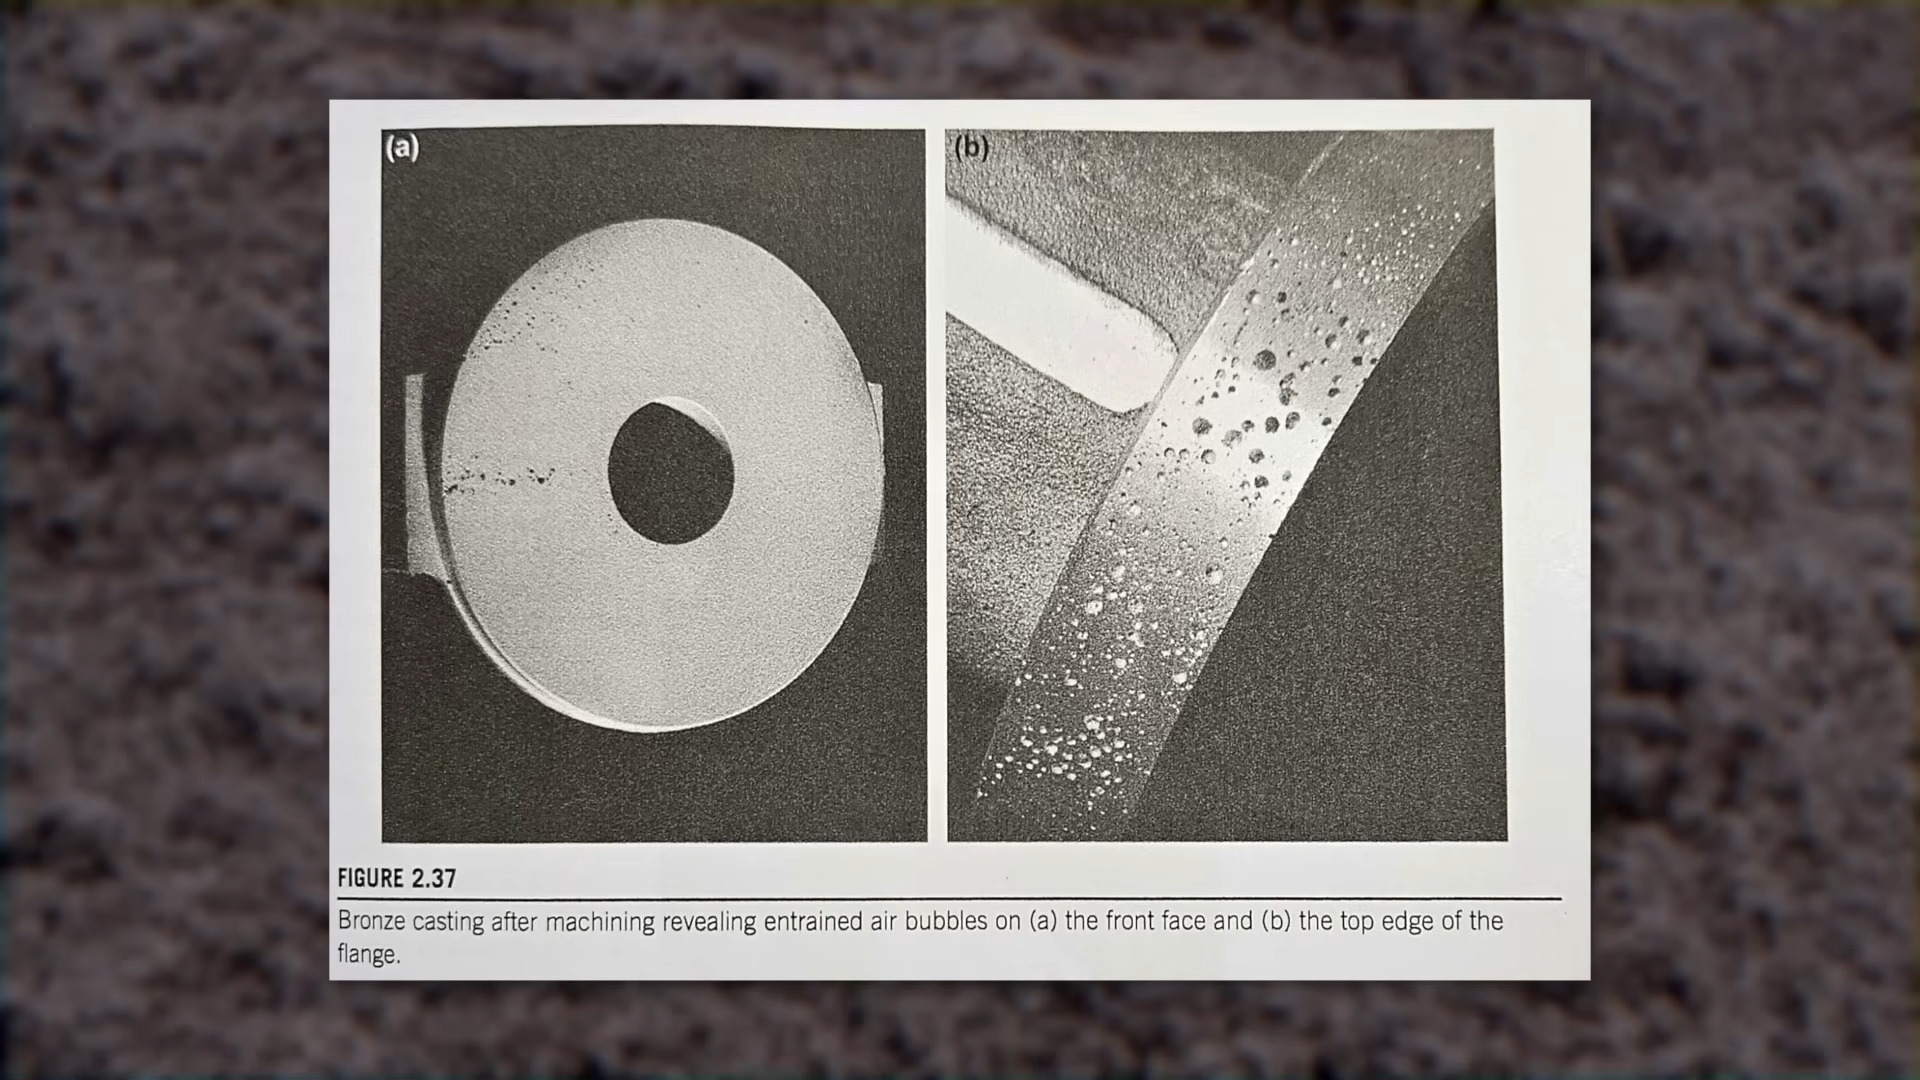 (a)
(b)
FIGURE 2.37
Bronze casting after machining revealing entrained air bubbles on (a) the front face and (b) the top edge of the
flange.